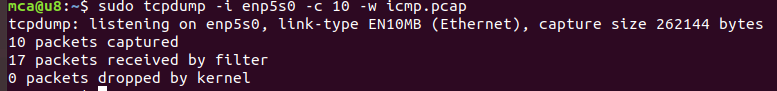 mca@u8:~$ sudo tcpdump -i enp5s0 -c 10 -w icmp.pcap
tcpdump: listening on enp5s0, link-type EN10MB (Ethernet), capture size 262144 bytes
10 packets captured
17 packets received by filter
0 packets dropped by kernel